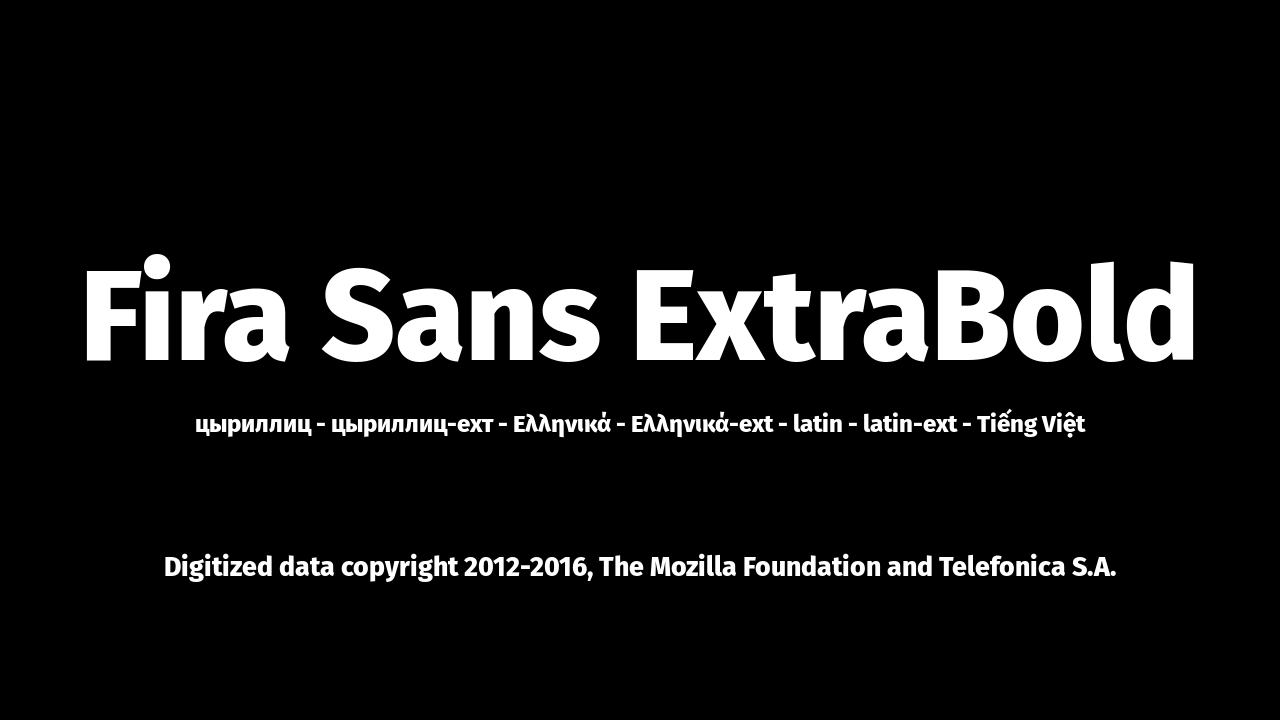 Fira Sans ExtraBold
цыриллиц - цыриллиц-ехт - Ελληνικά - Ελληνικά-ext - latin - latin-ext - Tiếng Việt
Digitized data copyright 2012-2016, The Mozilla Foundation and Telefonica S.A.